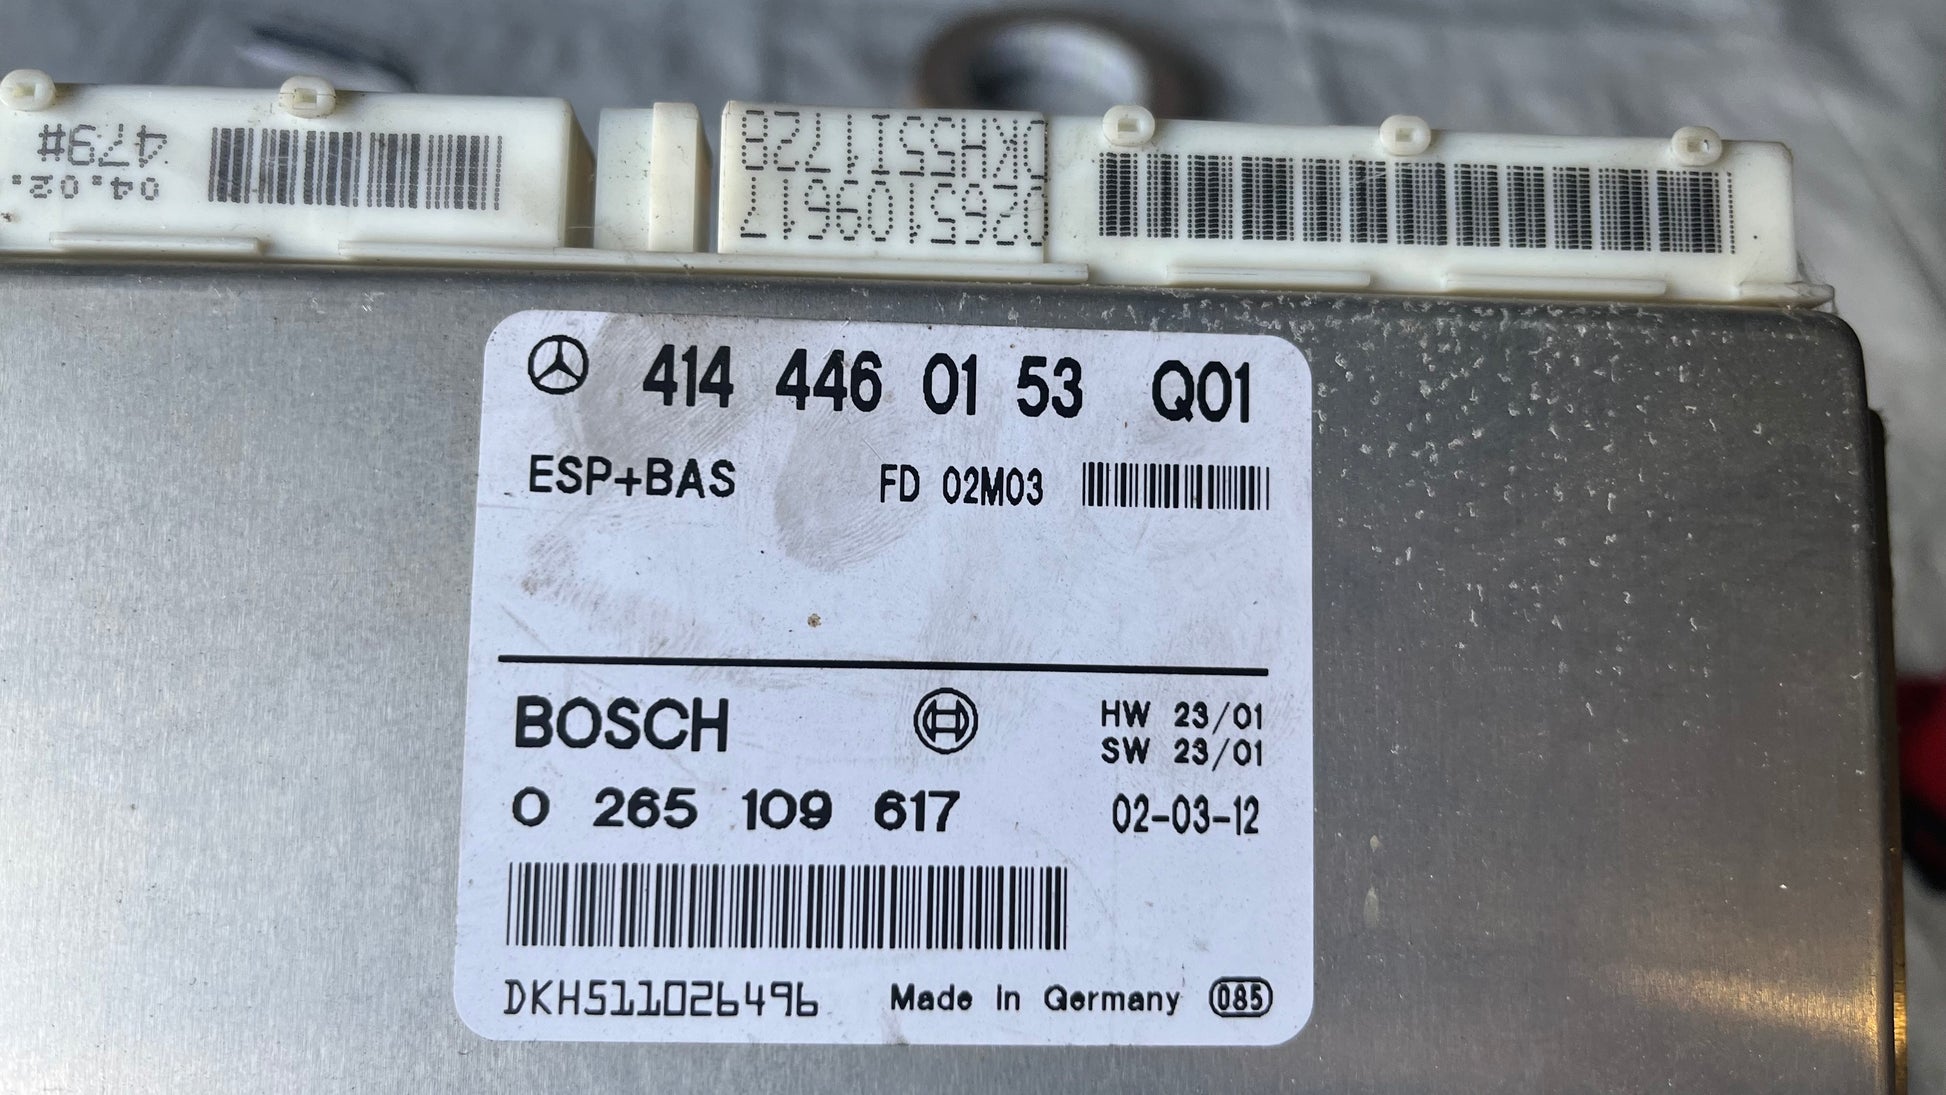 479#
04.02.
DKH55I1728
0265109617
414 446 01 53 Q01
ESP+BAS FD 02M03
BOSCH
HW 23/01
SW 23/01
0 265 109 617 02-03-12
DKH511026496 Made in Germany 085